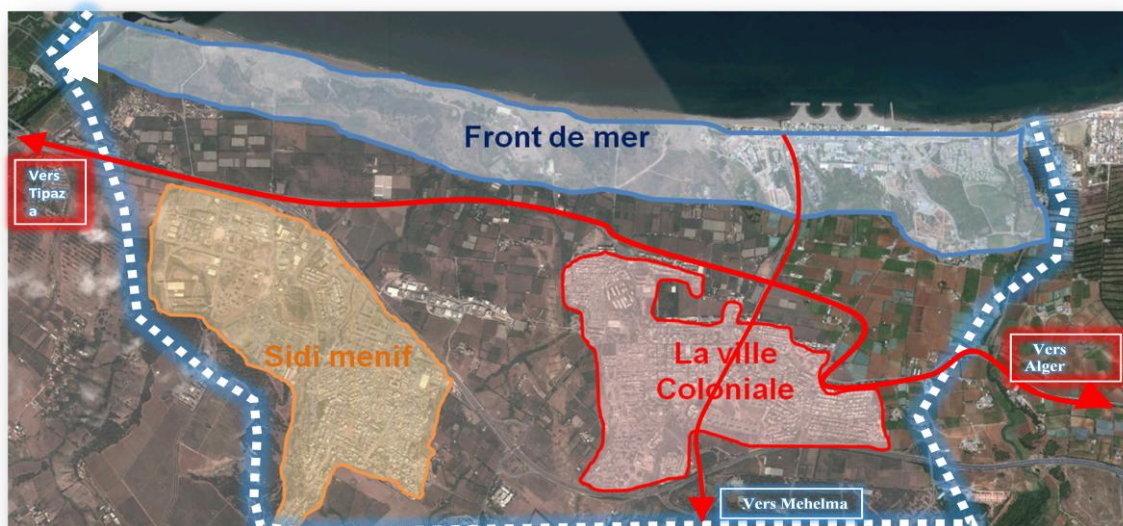 Front de mer
Vers
Tipaz
a
Sidi menif
La ville
Coloniale
Vers
Alger
Vers Mehelma